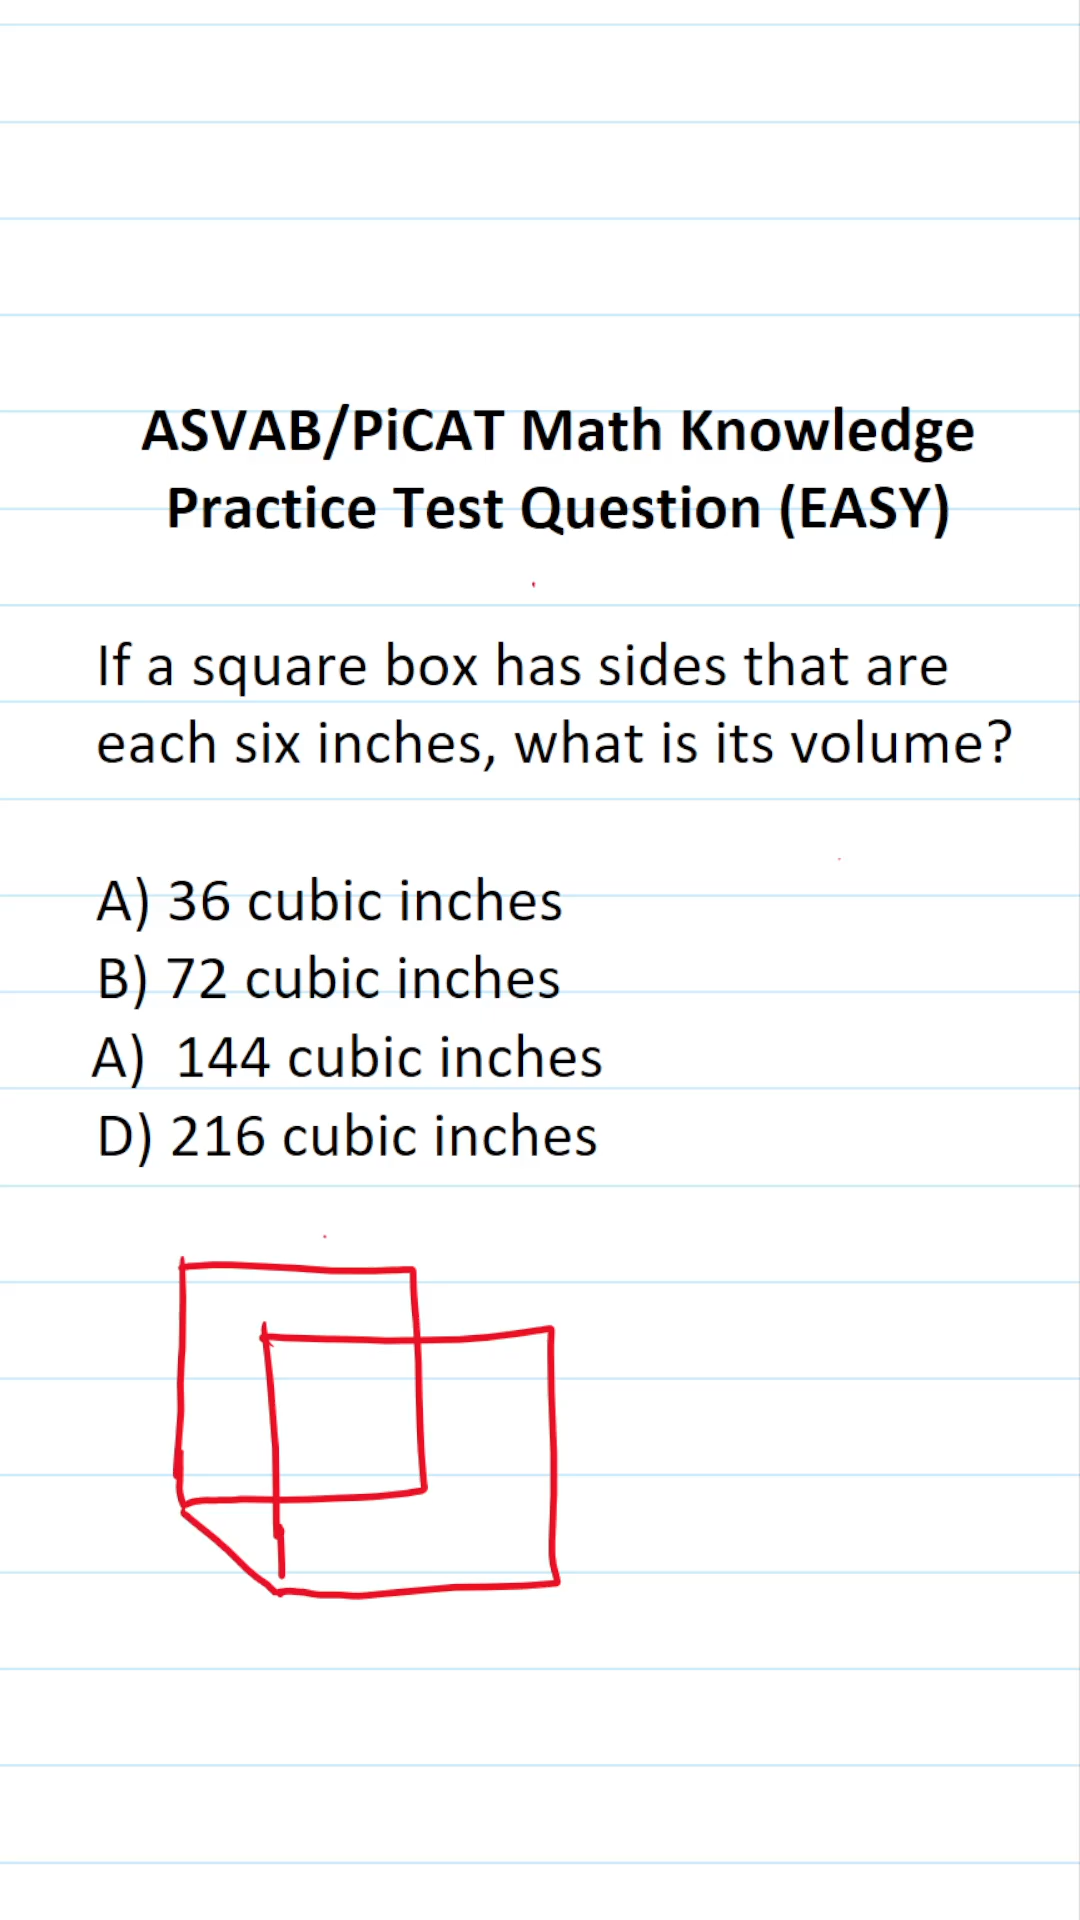 ASVAB/PiCAT Math Knowledge
Practice Test Question (EASY)
If a square box has sides that are
each six inches, what is its volume?
A) 36 cubic inches
B) 72 cubic inches
A) 144 cubic inches
D) 216 cubic inches